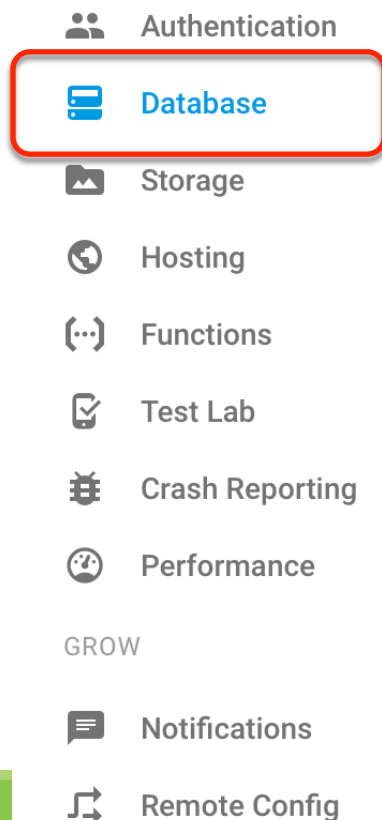 Authentication
Database
Storage
Hosting
Functions
Test Lab
Crash Reporting
Performance
GROW
Notifications
Remote Config